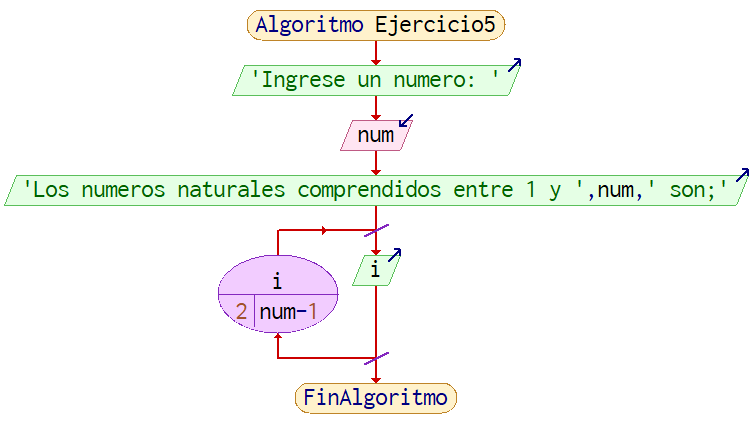 Algoritmo Ejercicio5
'Ingrese un numero: '
num
'Los numeros naturales comprendidos entre 1 y ',num,' son;'
i
i
2 num-1
FinAlgoritmo